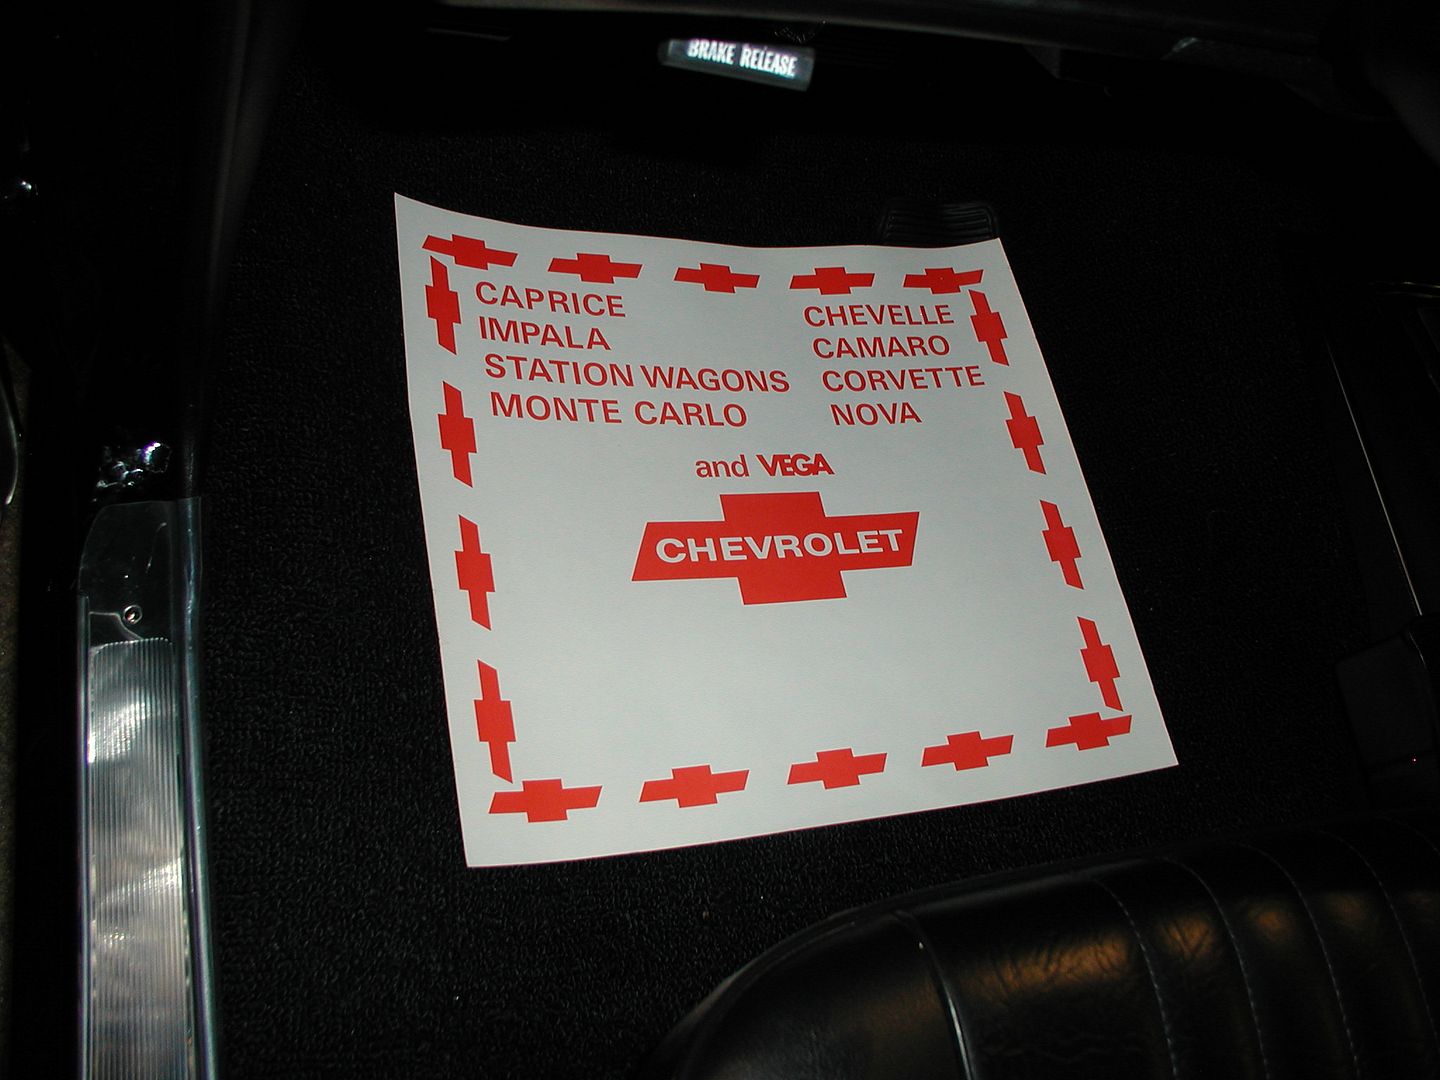 BRAKE RELEASE
CAPRICE
IMPALA
STATION WAGONS
MONTE CARLO
CHEVELLE
CAMARO
CORVETTE
NOVA
and VEGA
CHEVROLET